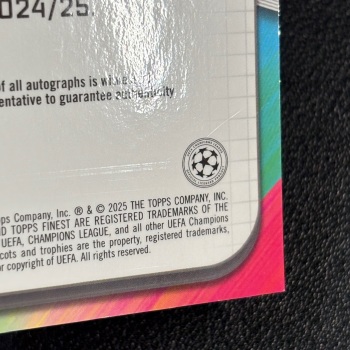 024/25.
of all autographs is w
entative to guarantee authenticity
pps Company, Inc. ® & © 2025 THE TOPPS COMPANY, INC.
D TOPPS FINEST ARE REGISTERED TRADEMARKS OF THE
UEFA, CHAMPIONS LEAGUE, and all other UEFA Champions
cots and trophies are the property, registered trademarks,
r copyright of UEFA. All rights reserved.